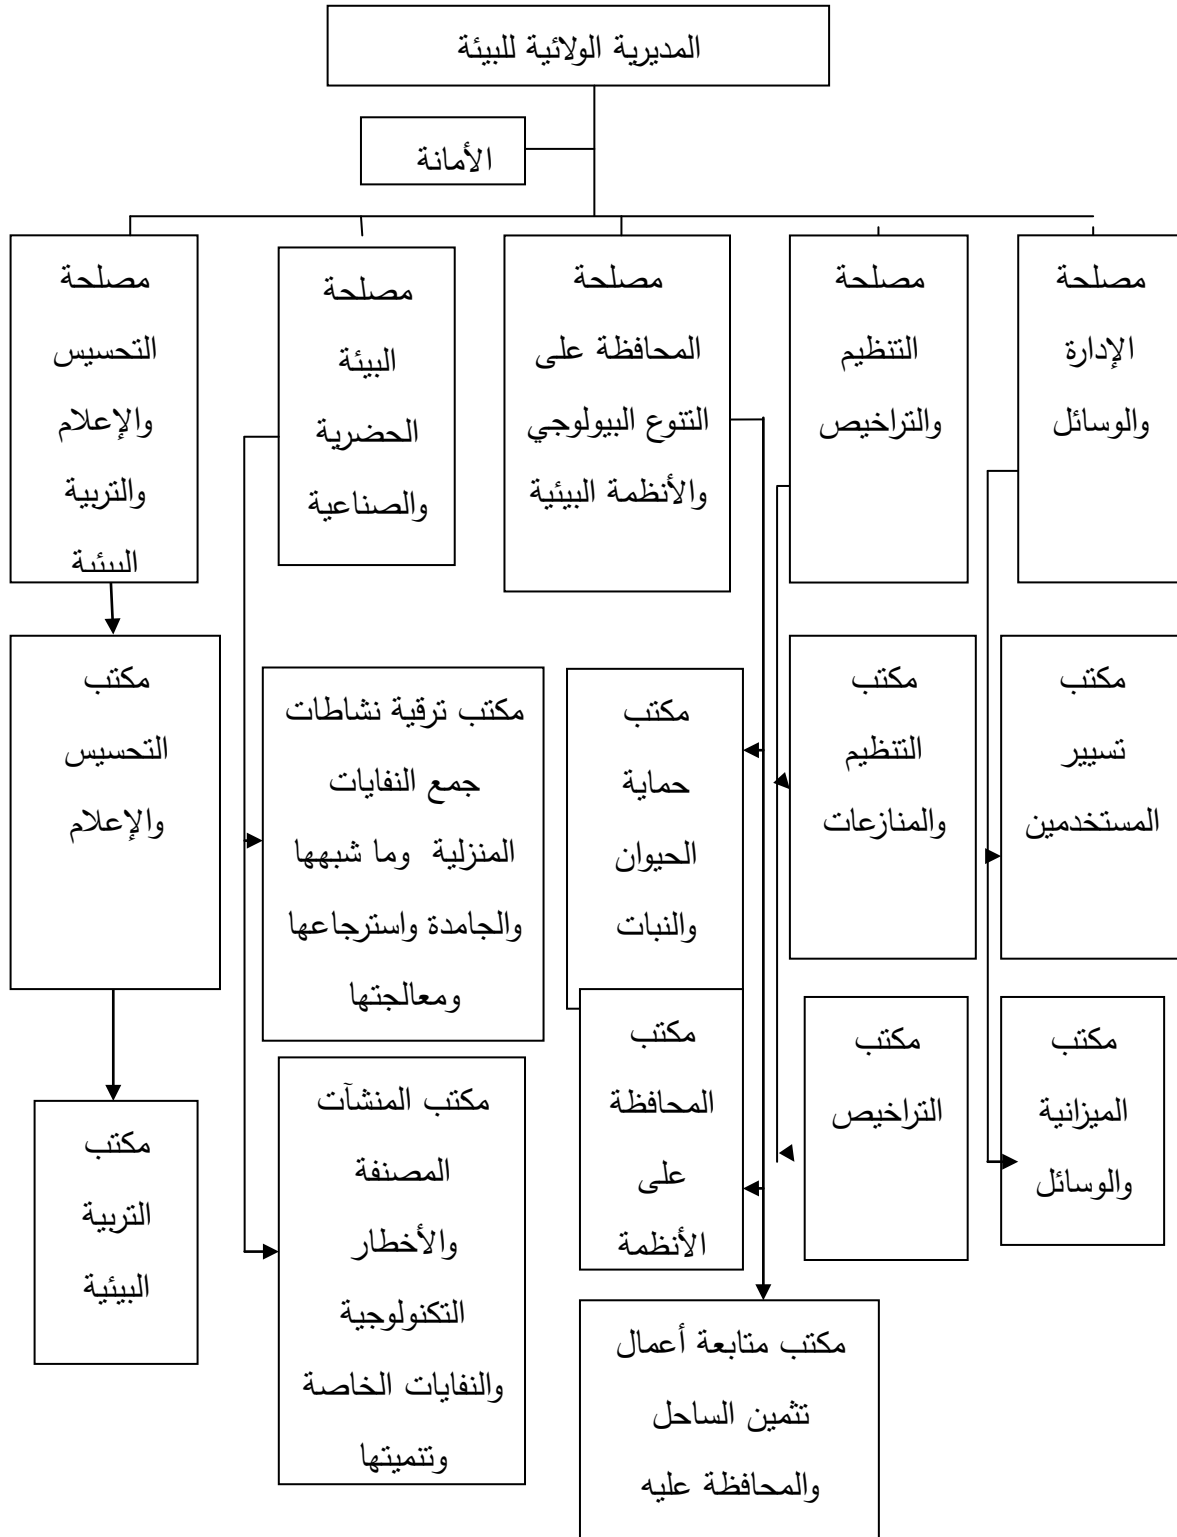 المديرية الولائية للبيئة
الأمانة
مصلحة
الإدارة
والوسائل
مصلحة
التنظيم
والتراخيص
مصلحة
المحافظة على
التنوع البيولوجي
والأنظمة البيئية
مصلحة
البيئة
الحضرية
والصناعية
مصلحة
التحسيس
والإعلام
والتربية
البيئية
مكتب
تسيير
المستخدمين
مكتب
التنظيم
والمنازعات
مكتب
حماية
الحيوان
والنبات
مكتب ترقية نشاطات
جمع النفايات
المنزلية وما شبهها
والجامدة واسترجاعها
ومعالجتها
مكتب
التحسيس
والإعلام
مكتب
الميزانية
والوسائل
مكتب
التراخيص
مكتب
المحافظة
على
الأنظمة
مكتب المنشآت
المصنفة
والأخطار
التكنولوجية
والنفايات الخاصة
وتنميتها
مكتب
التربية
البيئية
مكتب متابعة أعمال
تثمين الساحل
والمحافظة عليه